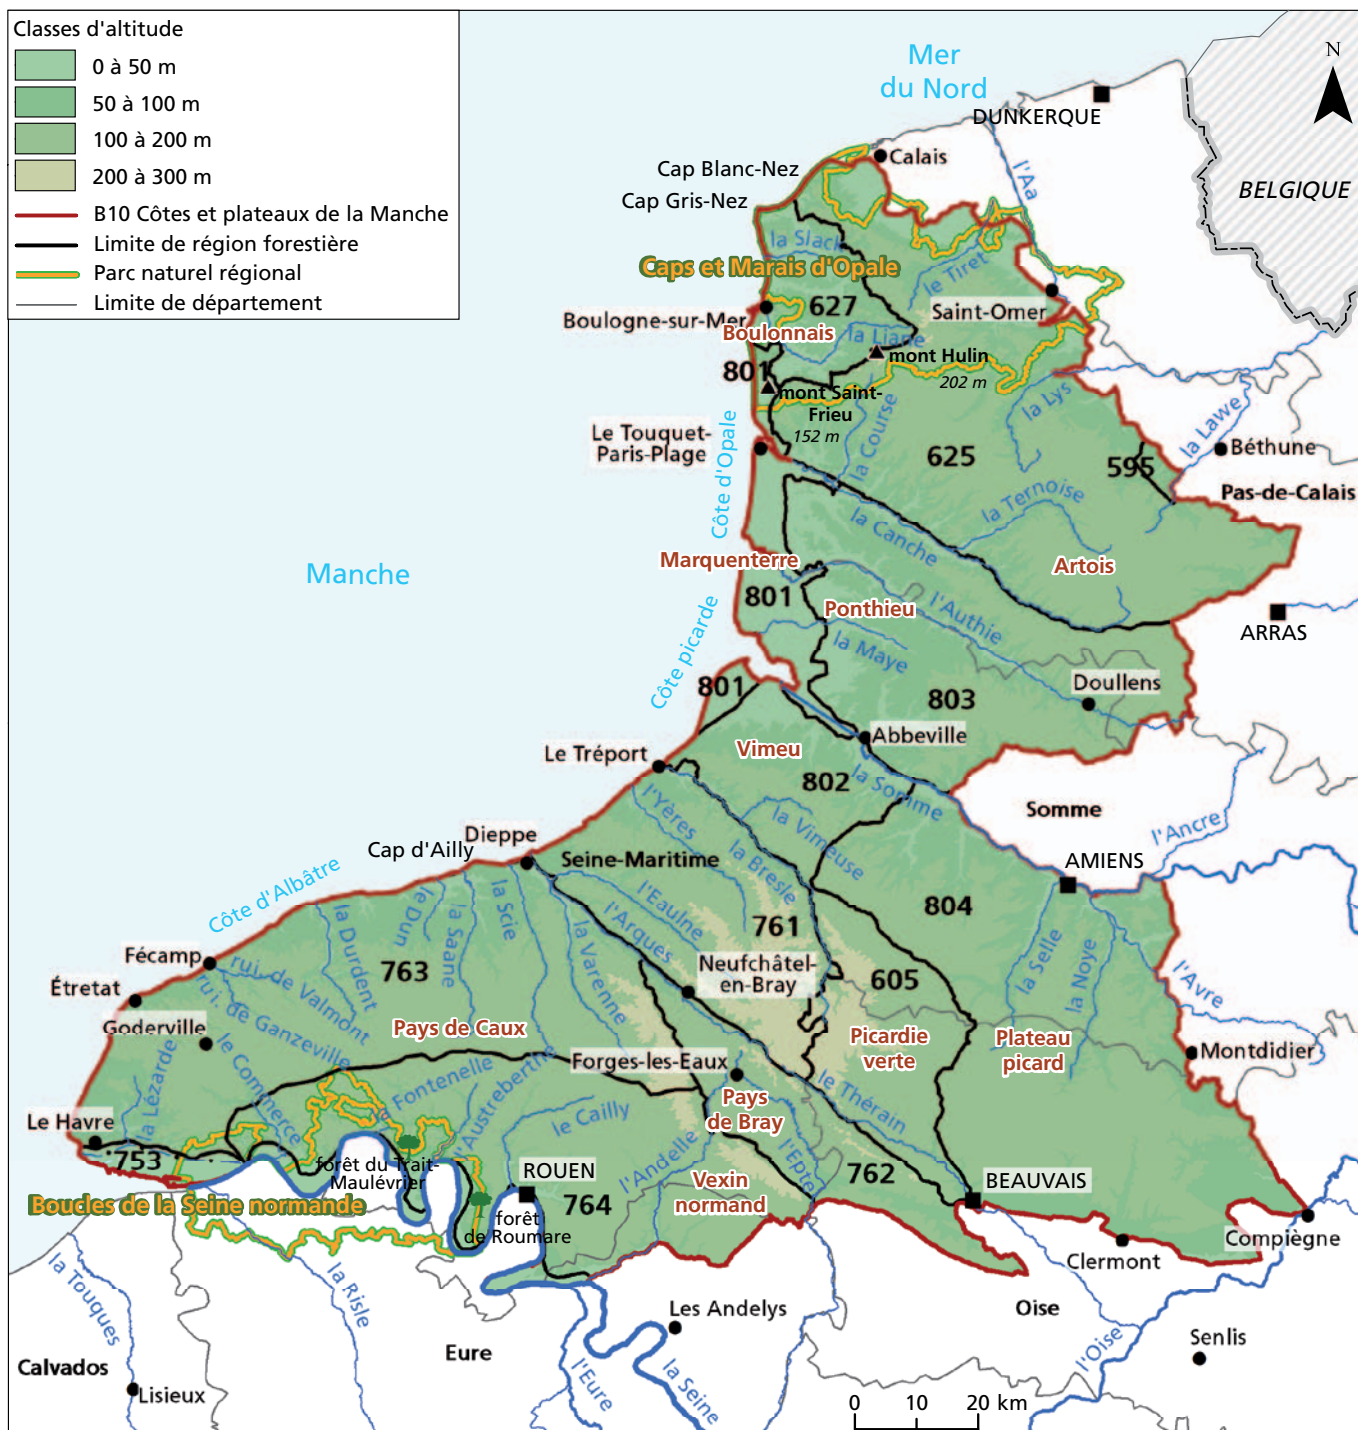 Classes d'altitude
0 à 50 m
50 à 100 m
100 à 200 m
200 à 300 m
B10 Côtes et plateaux de la Manche
Limite de région forestière
Parc naturel régional
Limite de département
Mer
du Nord
N
DUNKERQUE
BELGIQUE
Calais
l'Aa
Cap Blanc-Nez
Cap Gris-Nez
la Slack
Caps et Marais d'Opale
le Tiret
Saint-Omer
627
Boulogne-sur-Mer
Boulonnais
la Liane
mont Hulin
202 m
801
mont Saint-
Frieu
152 m
la Course
la Lys
la Lawe
Le Touquet-
Paris-Plage
Côte d'Opale
625
595
Béthune
Pas-de-Calais
la Ternoise
la Canche
Artois
Manche
Marquenterre
801
Ponthieu
l'Authie
ARRAS
la Maye
Côte picarde
801
803
Doullens
Abbeville
Vimeu
Le Tréport
802
la Somme
Somme
l'Ancre
l'Yères
la Vimeuse
la Bresle
Dieppe
Cap d'Ailly
Seine-Maritime
AMIENS
Côte d'Albâtre
la Durdent
le Dun
la Saane
la Scie
l'Eaulne
l'Arques
la Varenne
761
804
la Selle
la Noye
l'Avre
Fécamp
rui. de Valmont
763
Neufchâtel-
en-Bray
605
Étretat
rui. de Ganzeville
Goderville
Pays de Caux
Picardie
verte
Plateau
picard
Montdidier
la Lézarde
le Commerce
la Fontenelle
l'Austreberthe
Forges-les-Eaux
Pays
de Bray
le Thérain
le Cailly
Le Havre
753
forêt du Trait-
Maulévrier
ROUEN
l'Andelle
l'Epte
762
BEAUVAIS
Boucles de la Seine normande
764
Vexin
normand
forêt
de Roumare
Clermont
Compiègne
la Touques
la Risle
Les Andelys
Oise
Senlis
l'Oise
Calvados
Eure
Lisieux
l'Eure
la Seine
0 10 20 km